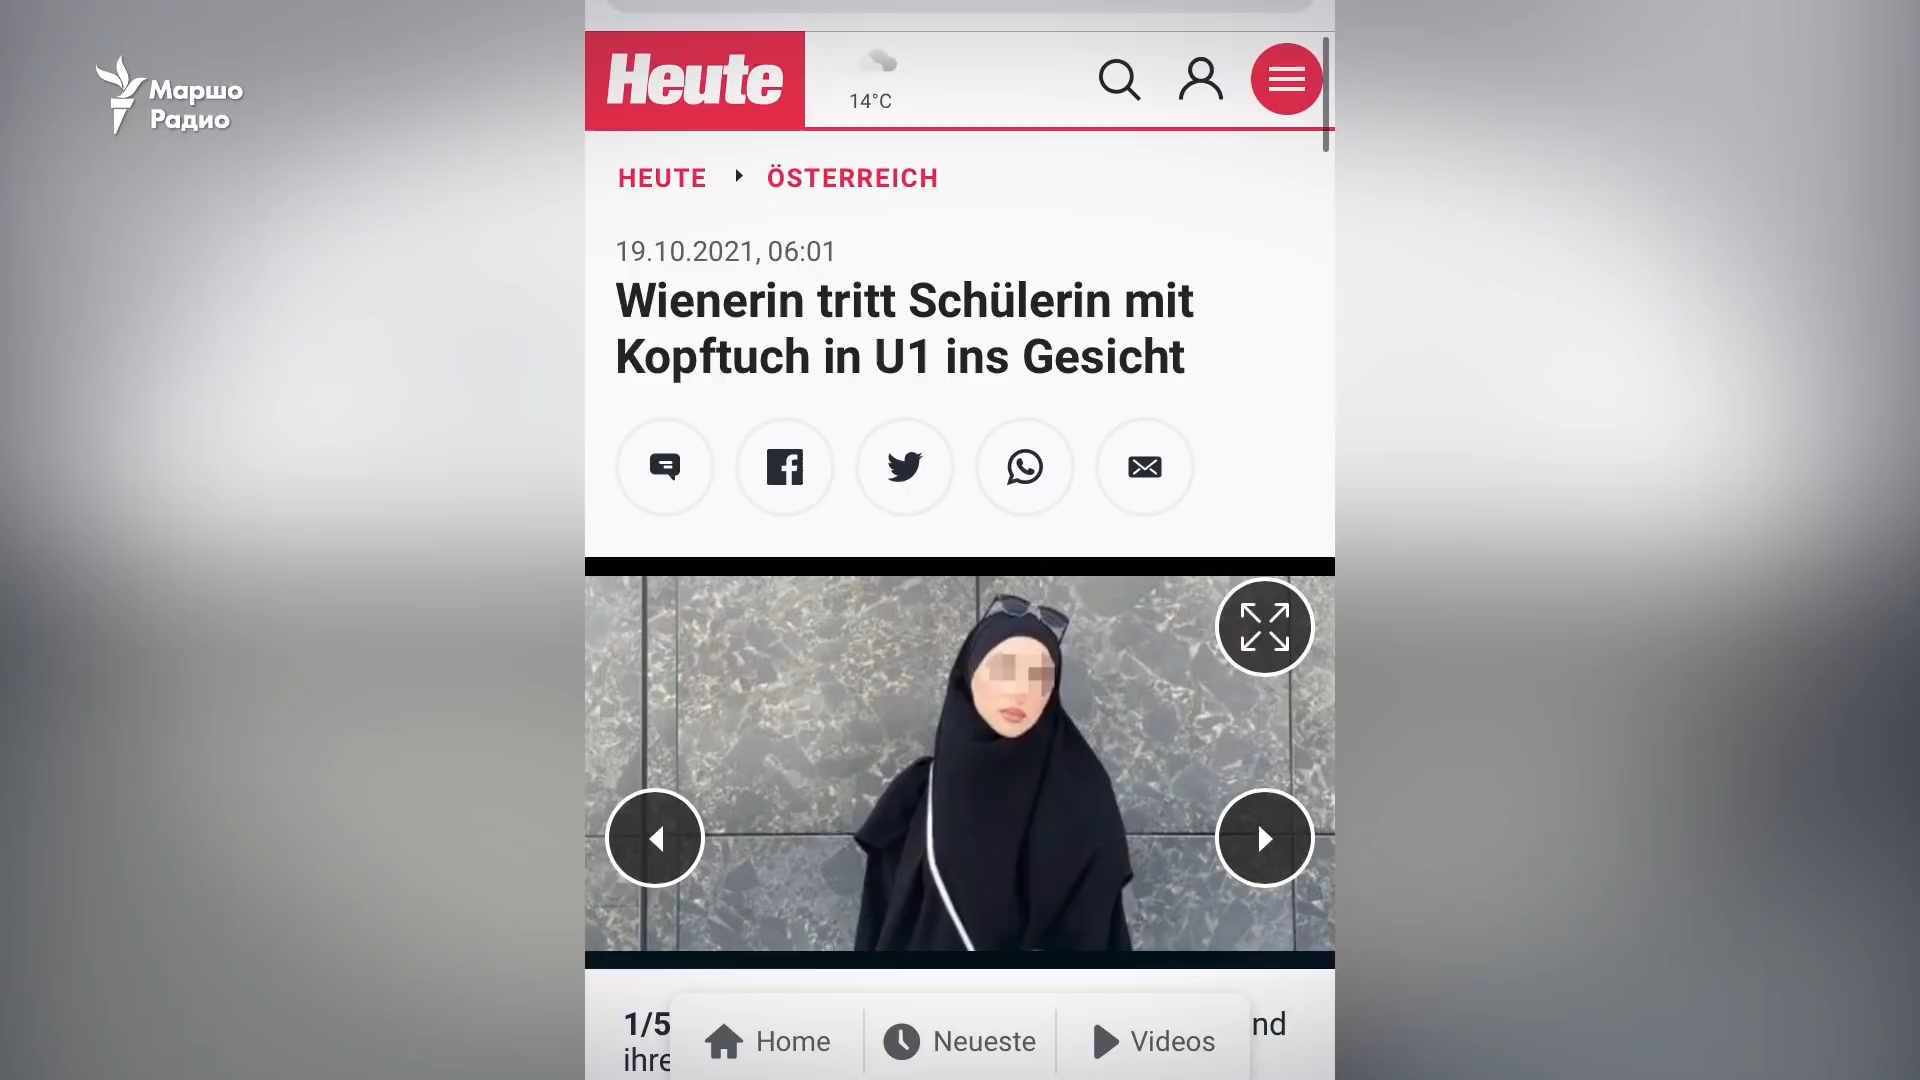 Маршо
Радио
Heute
14°C
HEUTE ÖSTERREICH
19.10.2021, 06:01
Wienerin tritt Schülerin mit
Kopftuch in U1 ins Gesicht
1/5
ihre
Home Neueste Videos